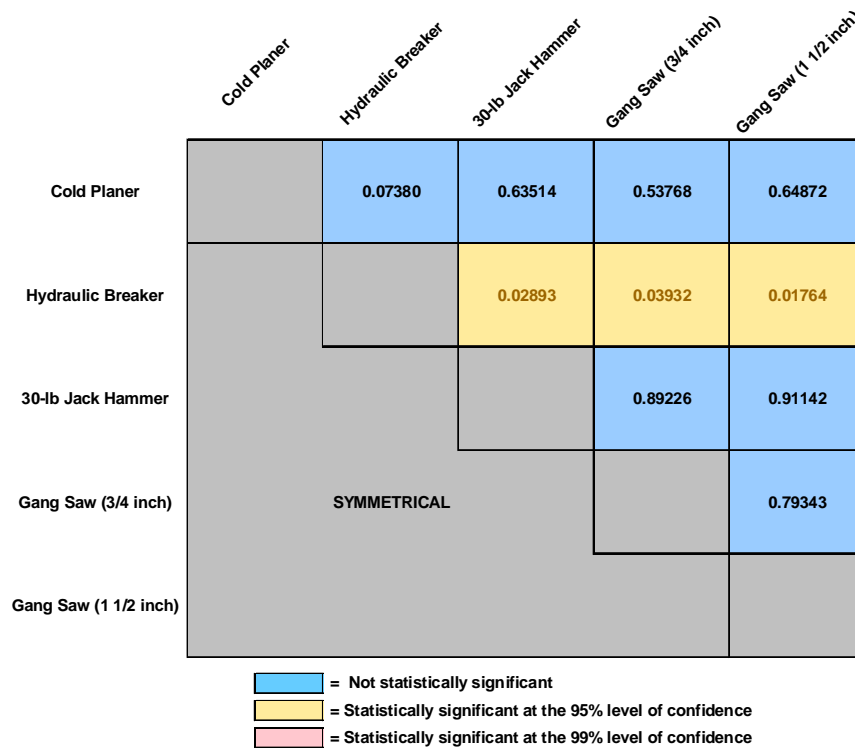 Cold Planer
Hydraulic Breaker
30-lb Jack Hammer
Gang Saw (3/4 inch)
Gang Saw (1 1/2 inch)
Cold Planer
0.07380
0.63514
0.53768
0.64872
Hydraulic Breaker
0.02893
0.03932
0.01764
30-lb Jack Hammer
0.89226
0.91142
Gang Saw (3/4 inch)
SYMMETRICAL
0.79343
Gang Saw (1 1/2 inch)
= Not statistically significant
= Statistically significant at the 95% level of confidence
= Statistically significant at the 99% level of confidence